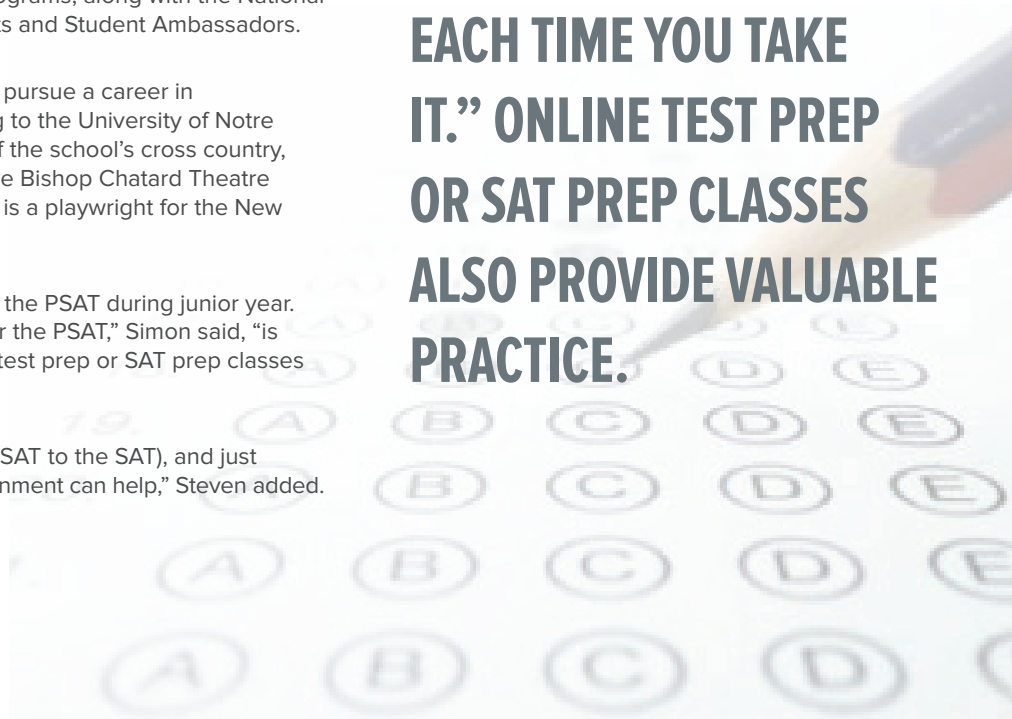 ograms, along with the National
s and Student Ambassadors.
pursue a career in
g to the University of Notre
f the school's cross country,
e Bishop Chatard Theatre
is a playwright for the New
the PSAT during junior year.
r the PSAT,” Simon said, “is
test prep or SAT prep classes
SAT to the SAT), and just
nment can help,” Steven added.
EACH TIME YOU TAKE
IT.” ONLINE TEST PREP
OR SAT PREP CLASSES
ALSO PROVIDE VALUABLE
PRACTICE.
D E
19. A B C D E
A B C D E
A B C D E
A B C D